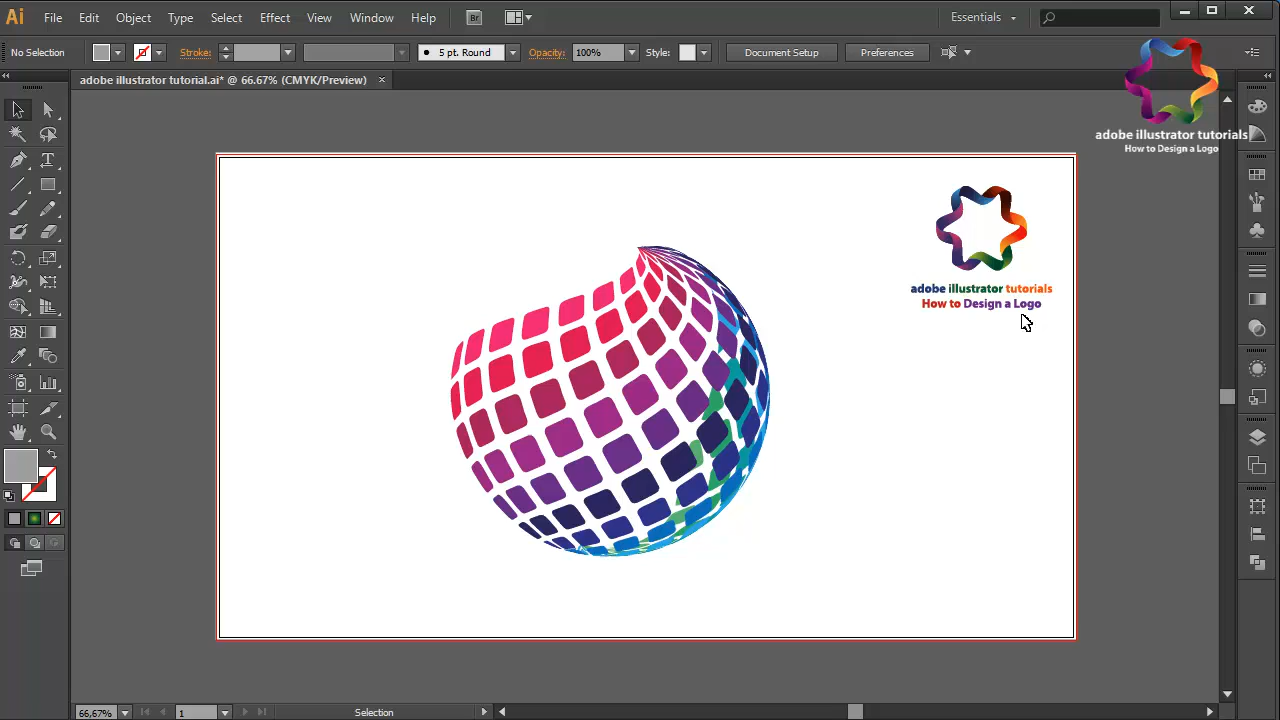 Ai File Edit Object Type Select Effect View Window Help Br Essentials
No Selection Stroke: 5 pt. Round Opacity: 100% Style: Document Setup Preferences
adobe illustrator tutorial.ai* @ 66.67% (CMYK/Preview)
adobe illustrator tutorials
How to Design a Logo
adobe illustrator tutorials
How to Design a Logo
66,67% 1 Selection